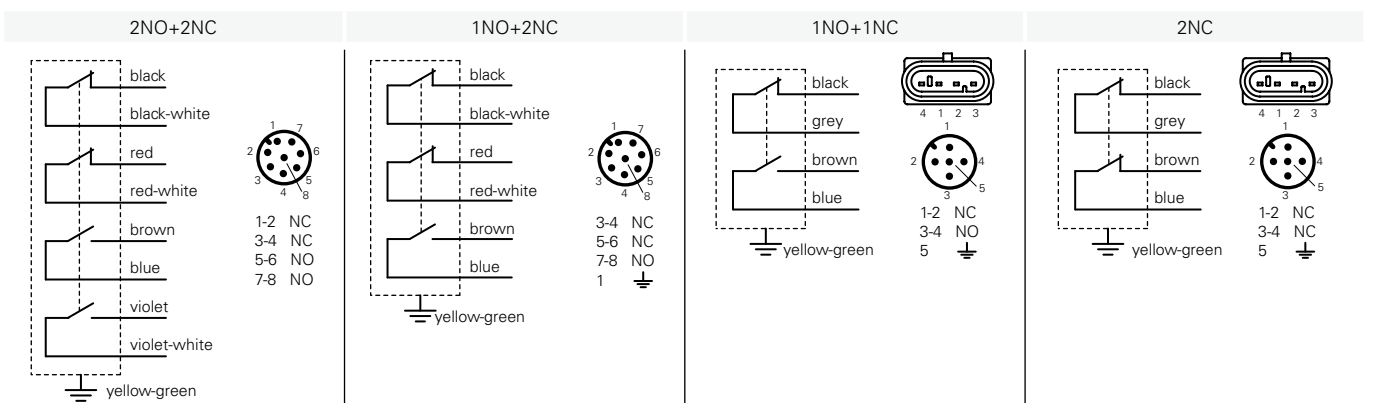 2NO+2NC
black
black-white
red
red-white
brown
blue
violet
violet-white
yellow-green
1 7
2 6
3 5
4 8
1-2 NC
3-4 NC
5-6 NO
7-8 NO
1NO+2NC
black
black-white
red
red-white
brown
blue
yellow-green
1 7
2 6
3 5
4 8
3-4 NC
5-6 NC
7-8 NO
1
1NO+1NC
black
grey
brown
blue
yellow-green
4 1 2 3
1
2 4
5
3
1-2 NC
3-4 NO
5
2NC
black
grey
brown
blue
yellow-green
4 1 2 3
1
2 4
5
3
1-2 NC
3-4 NC
5